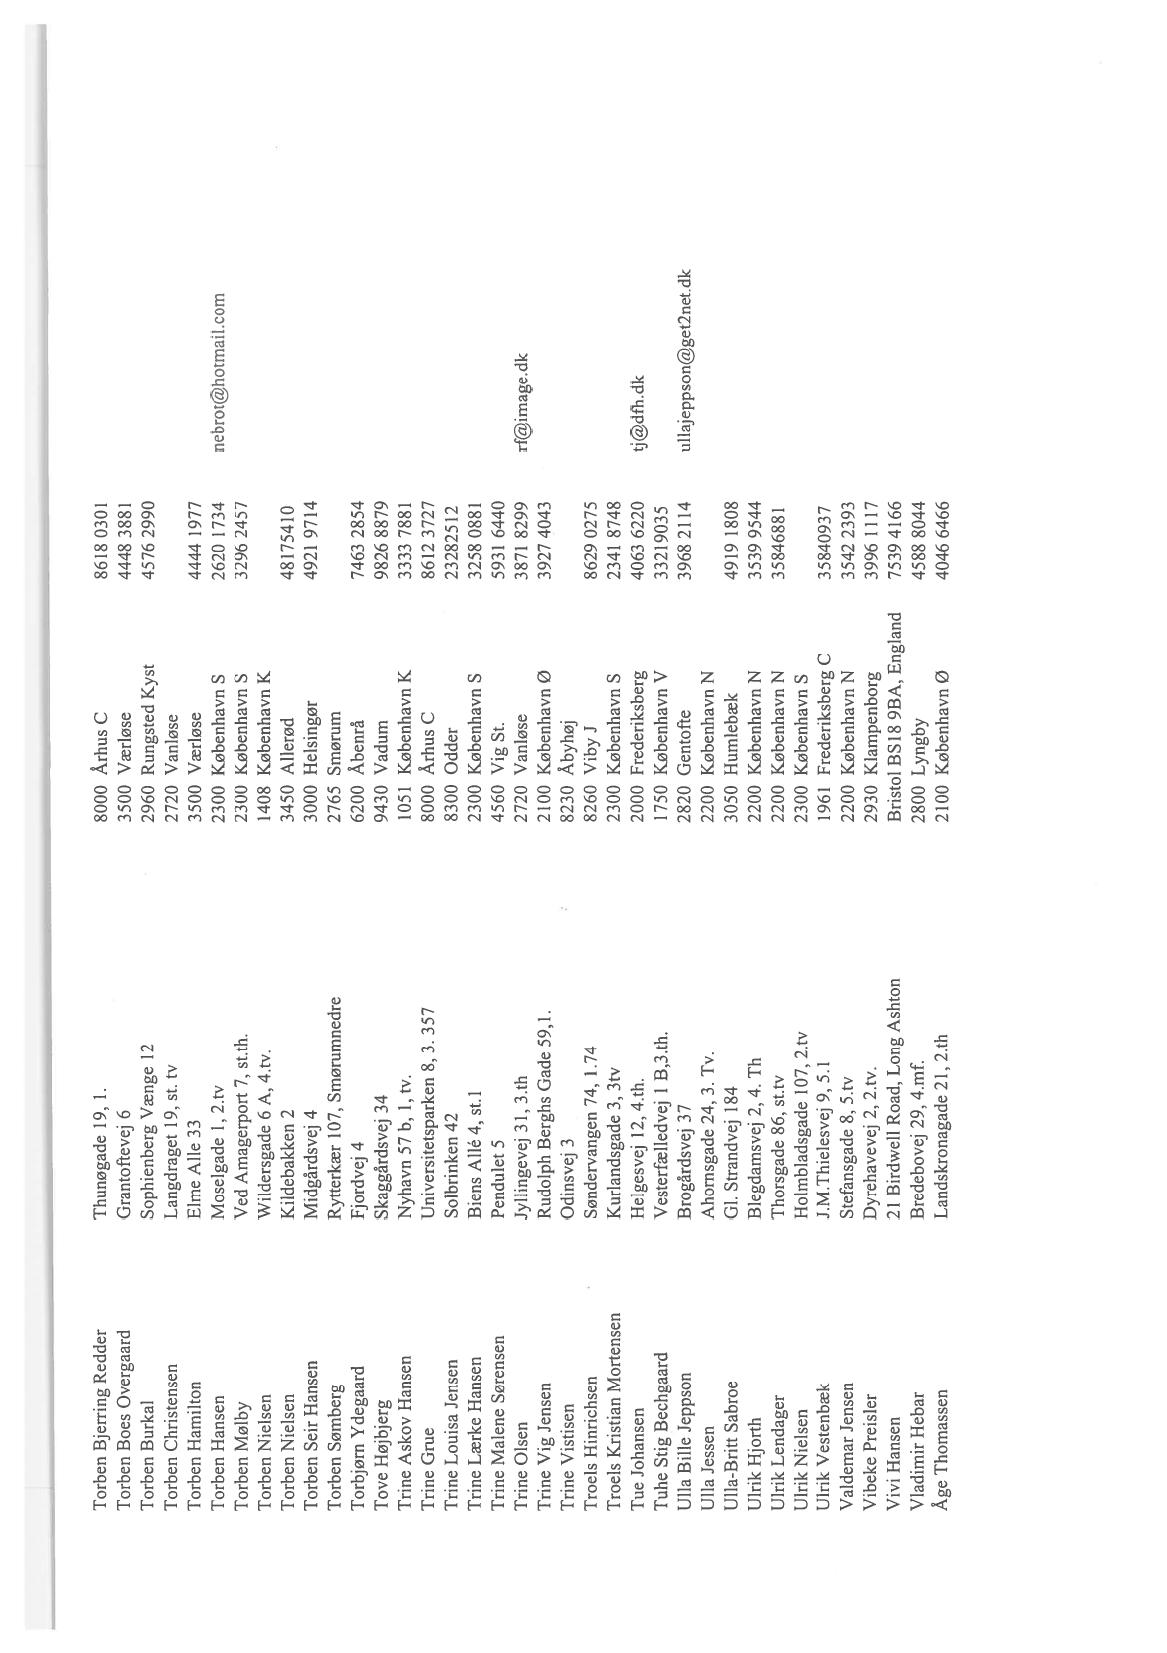 Torben Bjerring Redder Thunøgade 19, 1. 8000 Århus C 8618 0301
Torben Boes Overgaard Grantoftevej 6 3500 Værløse 4448 3881
Torben Burkal Sophienberg Vænge 12 2960 Rungsted Kyst 4576 2990
Torben Christensen Langdraget 19, st. tv 2720 Vanløse
Torben Hamilton Elme Alle 33 3500 Værløse 4444 1977
Torben Hansen Moselgade 1, 2.tv 2300 København S 2620 1734 nebrot@hotmail.com
Torben Mølby Ved Amagerport 7, st.th. 2300 København S 3296 2457
Torben Nielsen Wildersgade 6 A, 4.tv. 1408 København K
Torben Nielsen Kildebakken 2 3450 Allerød 48175410
Torben Seir Hansen Midgårdsvej 4 3000 Helsingør 4921 9714
Torben Sømberg Rytterkær 107, Smørumnedre 2765 Smørum
Torbjørn Ydegaard Fjordvej 4 6200 Åbenrå 7463 2854
Tove Højbjerg Skaggårdsvej 34 9430 Vadum 9826 8879
Trine Askov Hansen Nyhavn 57 b, 1, tv. 1051 København K 3333 7881
Trine Grue Universitetsparken 8, 3. 357 8000 Århus C 8612 3727
Trine Louisa Jensen Solbrinken 42 8300 Odder 23282512
Trine Lærke Hansen Biens Allé 4, st.1 2300 København S 3258 0881
Trine Malene Sørensen Pendulet 5 4560 Vig St. 5931 6440
Trine Olsen Jyllingevej 31, 3.th 2720 Vanløse 3871 8299 rf@image.dk
Trine Vig Jensen Rudolph Berghs Gade 59,1. 2100 København Ø 3927 4043
Trine Vistisen Odinsvej 3 8230 Åbyhøj
Troels Hinrichsen Søndervangen 74, 1.74 8260 Viby J 8629 0275
Troels Kristian Mortensen Kurlandsgade 3, 3tv 2300 København S 2341 8748
Tue Johansen Helgesvej 12, 4.th. 2000 Frederiksberg 4063 6220 tj@dfh.dk
Tuhe Stig Bechgaard Vesterfælledvej 1 B,3.th. 1750 København V 33219035
Ulla Bille Jeppson Brogårdsvej 37 2820 Gentofte 3968 2114 ullajeppson@get2net.dk
Ulla Jessen Ahornsgade 24, 3. Tv. 2200 København N
Ulla-Britt Sabroe Gl. Strandvej 184 3050 Humlebæk 4919 1808
Ulrik Hjorth Blegdamsvej 2, 4. Th 2200 København N 3539 9544
Ulrik Lendager Thorsgade 86, st.tv 2200 København N 35846881
Ulrik Nielsen Holmbladsgade 107, 2.tv 2300 København S
Ulrik Vestenbæk J.M.Thielesvej 9, 5.1 1961 Frederiksberg C 35840937
Valdemar Jensen Stefansgade 8, 5.tv 2200 København N 3542 2393
Vibeke Preisler Dyrehavevej 2, 2.tv. 2930 Klampenborg 3996 1117
Vivi Hansen 21 Birdwell Road, Long Ashton Bristol BS18 9BA, England 7539 4166
Vladimir Hebar Bredebovej 29, 4.mf. 2800 Lyngby 4588 8044
Åge Thomassen Landskronagade 21, 2.th 2100 København Ø 4046 6466